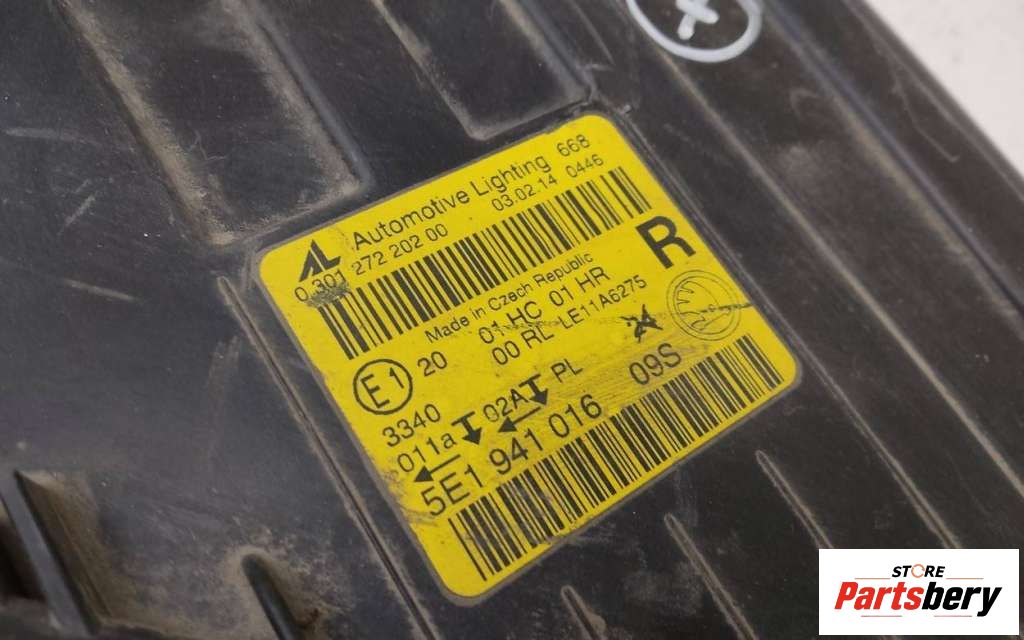 AL Automotive Lighting 668
0 301 272 202 00 03.02.14 0446
R
Made in Czech Republic
E1 20 01 HC 01 HR
00 RL LE11A6275
3340
011a 02A PL
5E1 941 016 09S
STORE
Partsbery